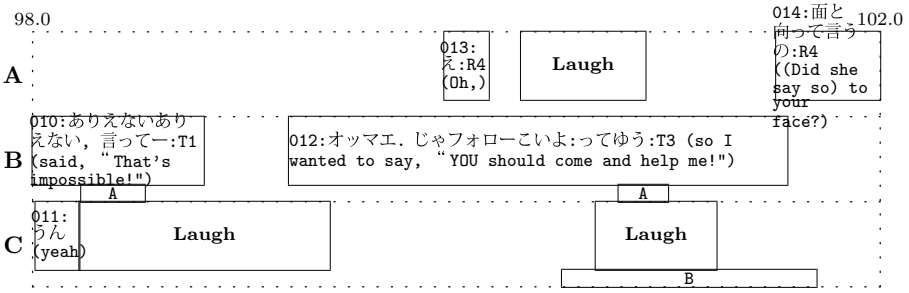 98.0
102.0
A
013:
え:R4
(Oh,)
Laugh
014:面と
向って言う
の:R4
((Did she
say so) to
your
face?)
B
010:ありえないあり
えない, 言ってー:T1
(said, “That's
impossible!")
012:オッマエ. じゃフォローこいよ:ってゆう:T3 (so I
wanted to say, “YOU should come and help me!")
A
A
C
011:
うん
(yeah)
Laugh
Laugh
B